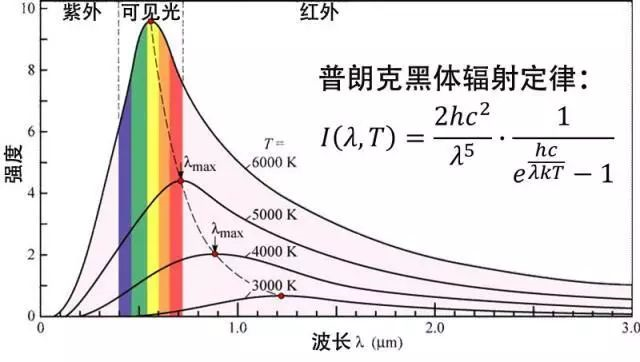 紫外 可见光 红外
普朗克黑体辐射定律：
I(λ,T) = 2hc²/λ⁵ · 1/(e^(hc/λkT) − 1)
强度
10
8
6
4
2
0
T =
6000 K
λmax
5000 K
λmax
4000 K
3000 K
0 1.0 2.0 3.0
波长 λ (μm)